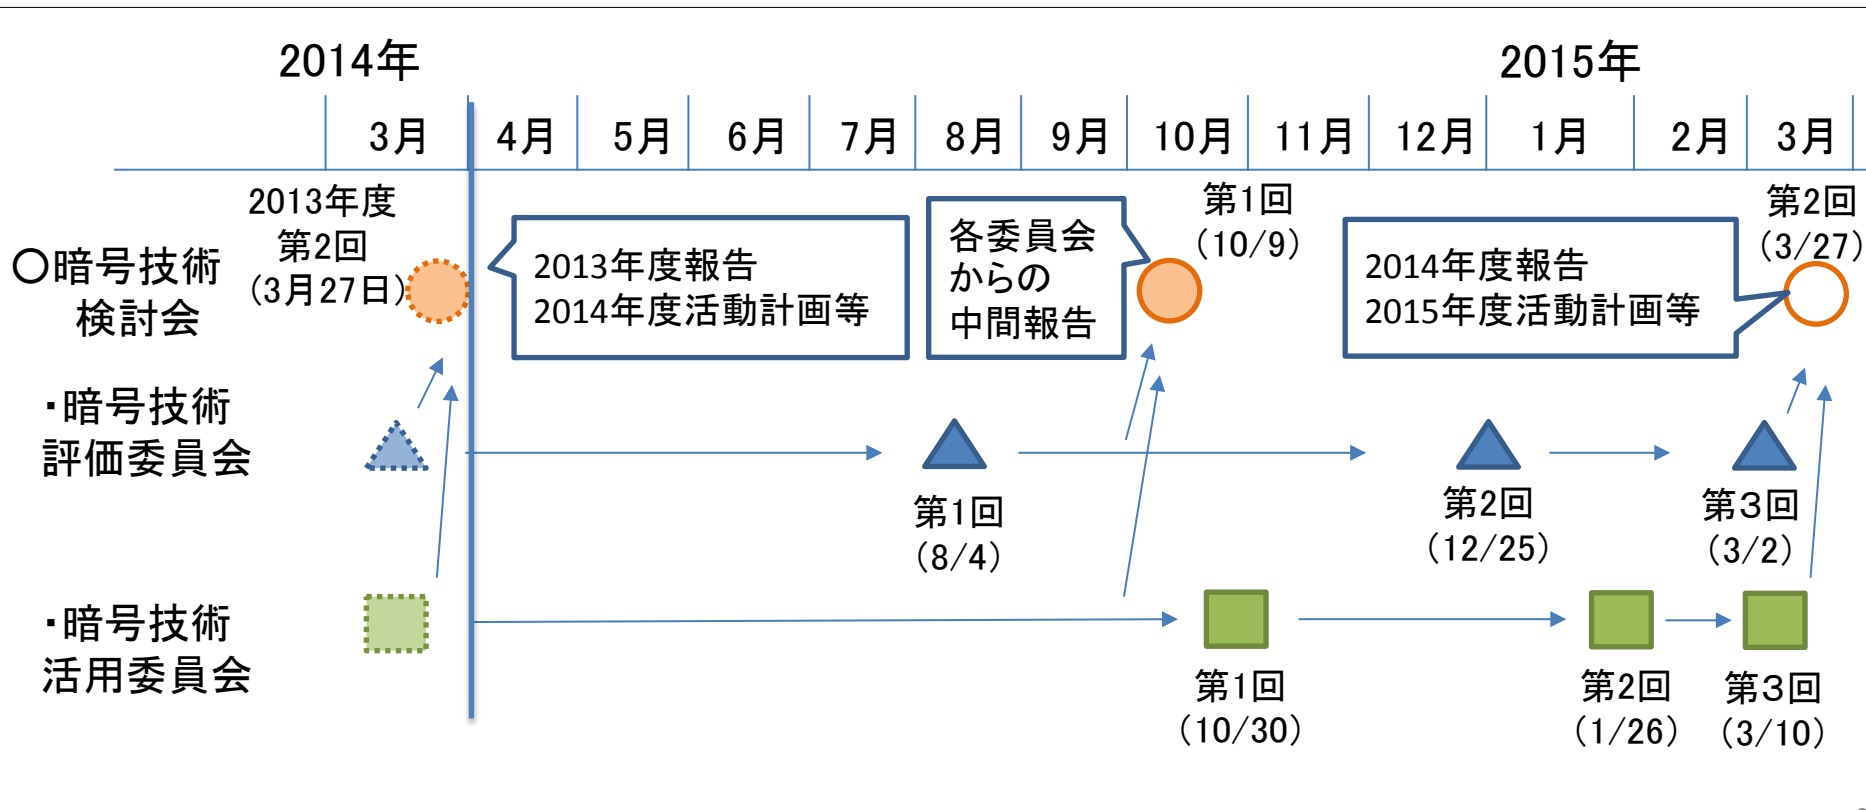 2014年
2015年
3月
4月
5月
6月
7月
8月
9月
10月
11月
12月
1月
2月
3月
○暗号技術
検討会
2013年度
第2回
(3月27日)
2013年度報告
2014年度活動計画等
各委員会
からの
中間報告
第1回
(10/9)
2014年度報告
2015年度活動計画等
第2回
(3/27)
・暗号技術
評価委員会
第1回
(8/4)
第2回
(12/25)
第3回
(3/2)
・暗号技術
活用委員会
第1回
(10/30)
第2回
(1/26)
第3回
(3/10)